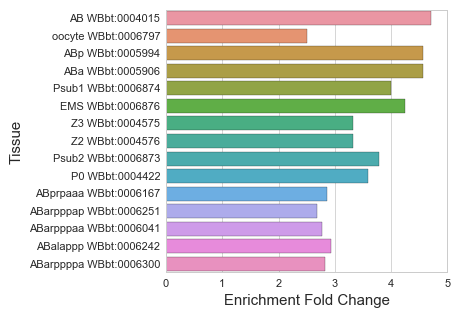 AB WBbt:0004015
oocyte WBbt:0006797
ABp WBbt:0005994
ABa WBbt:0005906
Psub1 WBbt:0006874
EMS WBbt:0006876
Z3 WBbt:0004575
Z2 WBbt:0004576
Psub2 WBbt:0006873
P0 WBbt:0004422
ABprpaaa WBbt:0006167
ABarpppap WBbt:0006251
ABarpppaa WBbt:0006041
ABalappp WBbt:0006242
ABarppppa WBbt:0006300
Tissue
0 1 2 3 4 5
Enrichment Fold Change